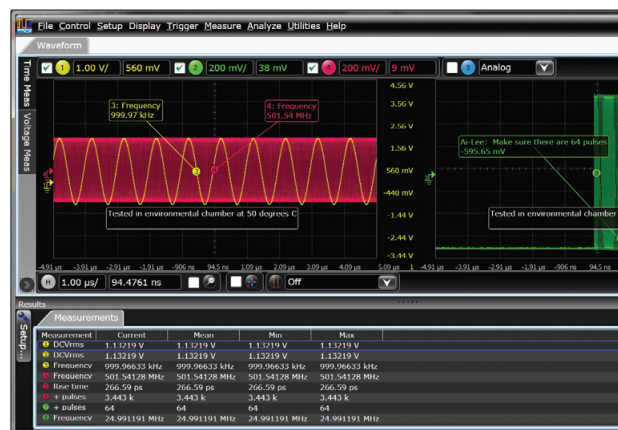 File Control Setup Display Trigger Measure Analyze Utilities Help
Waveform
Time Meas
Voltage Meas
1 1.00 V/ 560 mV 2 200 mV/ 38 mV 4 200 mV/ 9 mV 3 Analog
4.56 V
3.56 V
2.56 V
1.56 V
560 mV
-440 mV
-1.44 V
-2.44 V
-3.44 V
3: Frequency
999.97 kHz
4: Frequency
501.54 MHz
3
Ai-Lee: Make sure there are 64 pulses
-595.65 mV
Tested in environmental chamber at 50 degrees C
Tested in environmental chamber
-4.91 µs -3.91 µs -2.91 µs -1.91 µs -906 ns 94.5 ns 1.09 µs 2.09 µs 3.09 µs 4.09 µs 5.09 µs 1 -4.91 µs -3.91 µs -2.91 µs -1.91 µs -906 ns 94.5 ns
H 1.00 µs/ 94.4761 ns Off
Results
Measurements
Setup...
Measurement Current Mean Min Max
DCVrms 1.13219 V 1.13219 V 1.13219 V 1.13219 V
DCVrms 1.13219 V 1.13219 V 1.13219 V 1.13219 V
Frequency 999.96633 kHz 999.96633 kHz 999.96633 kHz 999.96633 kHz
Frequency 501.54128 MHz 501.54128 MHz 501.54128 MHz 501.54128 MHz
Rise time 266.59 ps 266.59 ps 266.59 ps 266.59 ps
+ pulses 3.443 k 3.443 k 3.443 k 3.443 k
+ pulses 64 64 64 64
Frequency 24.991191 MHz 24.991191 MHz 24.991191 MHz 24.991191 MHz